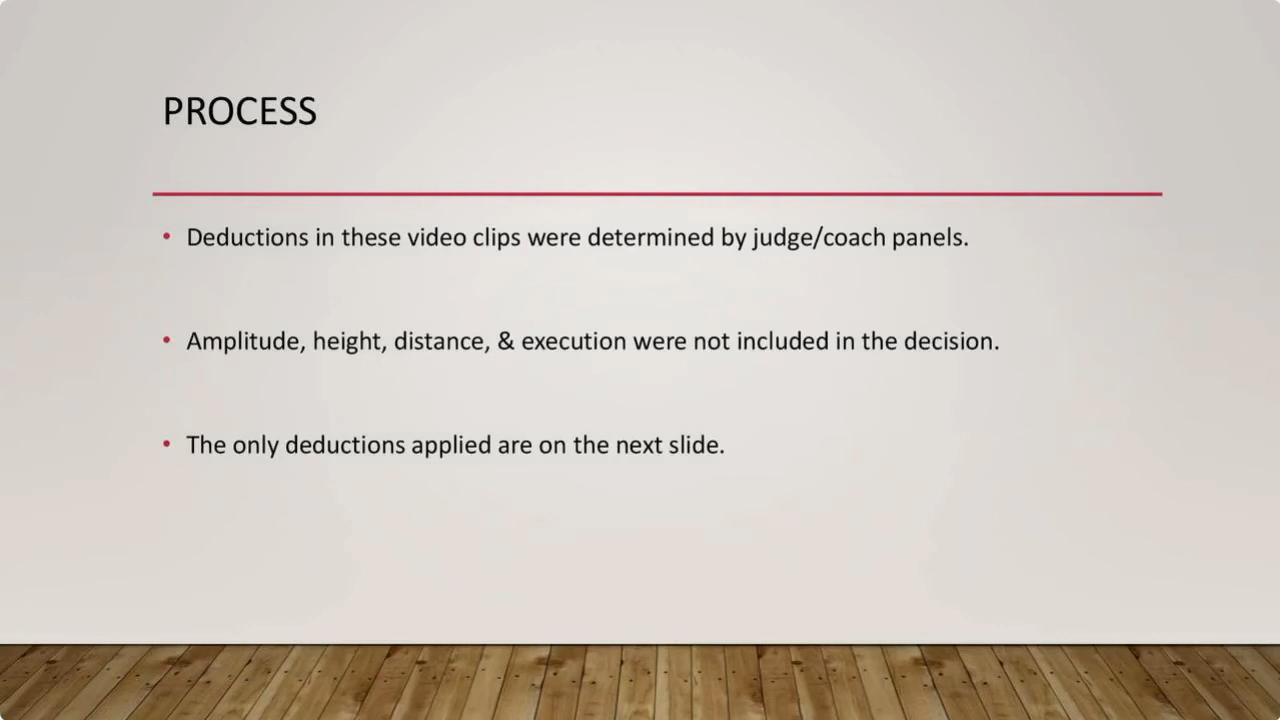 PROCESS
• Deductions in these video clips were determined by judge/coach panels.
• Amplitude, height, distance, & execution were not included in the decision.
• The only deductions applied are on the next slide.